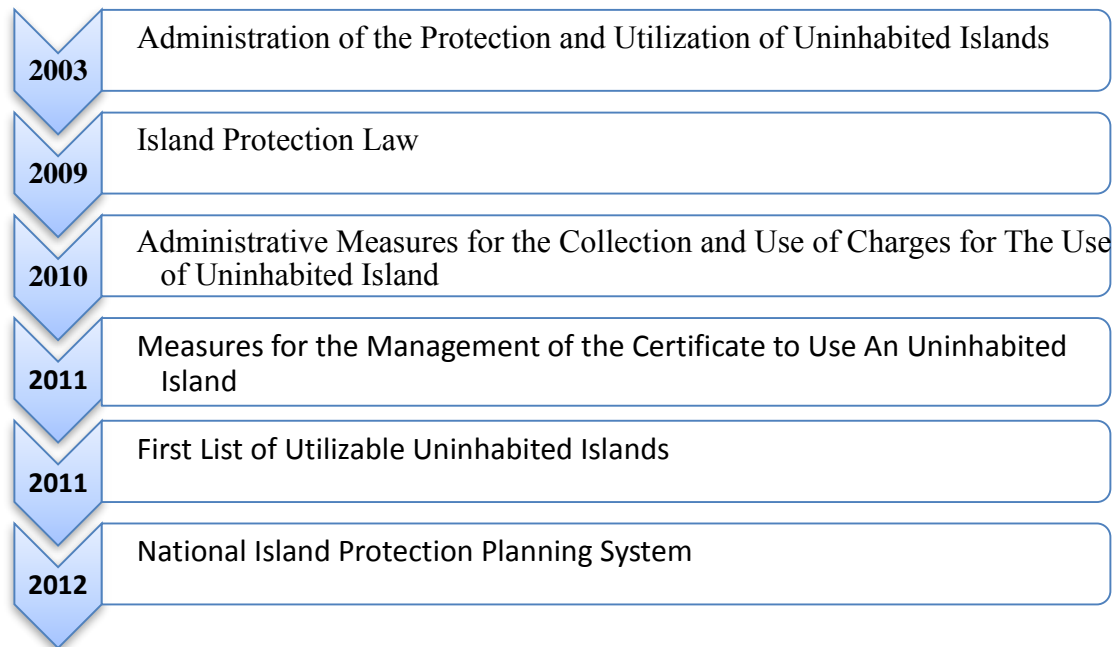 2003
Administration of the Protection and Utilization of Uninhabited Islands
2009
Island Protection Law
2010
Administrative Measures for the Collection and Use of Charges for The Use
of Uninhabited Island
2011
Measures for the Management of the Certificate to Use An Uninhabited
Island
2011
First List of Utilizable Uninhabited Islands
2012
National Island Protection Planning System